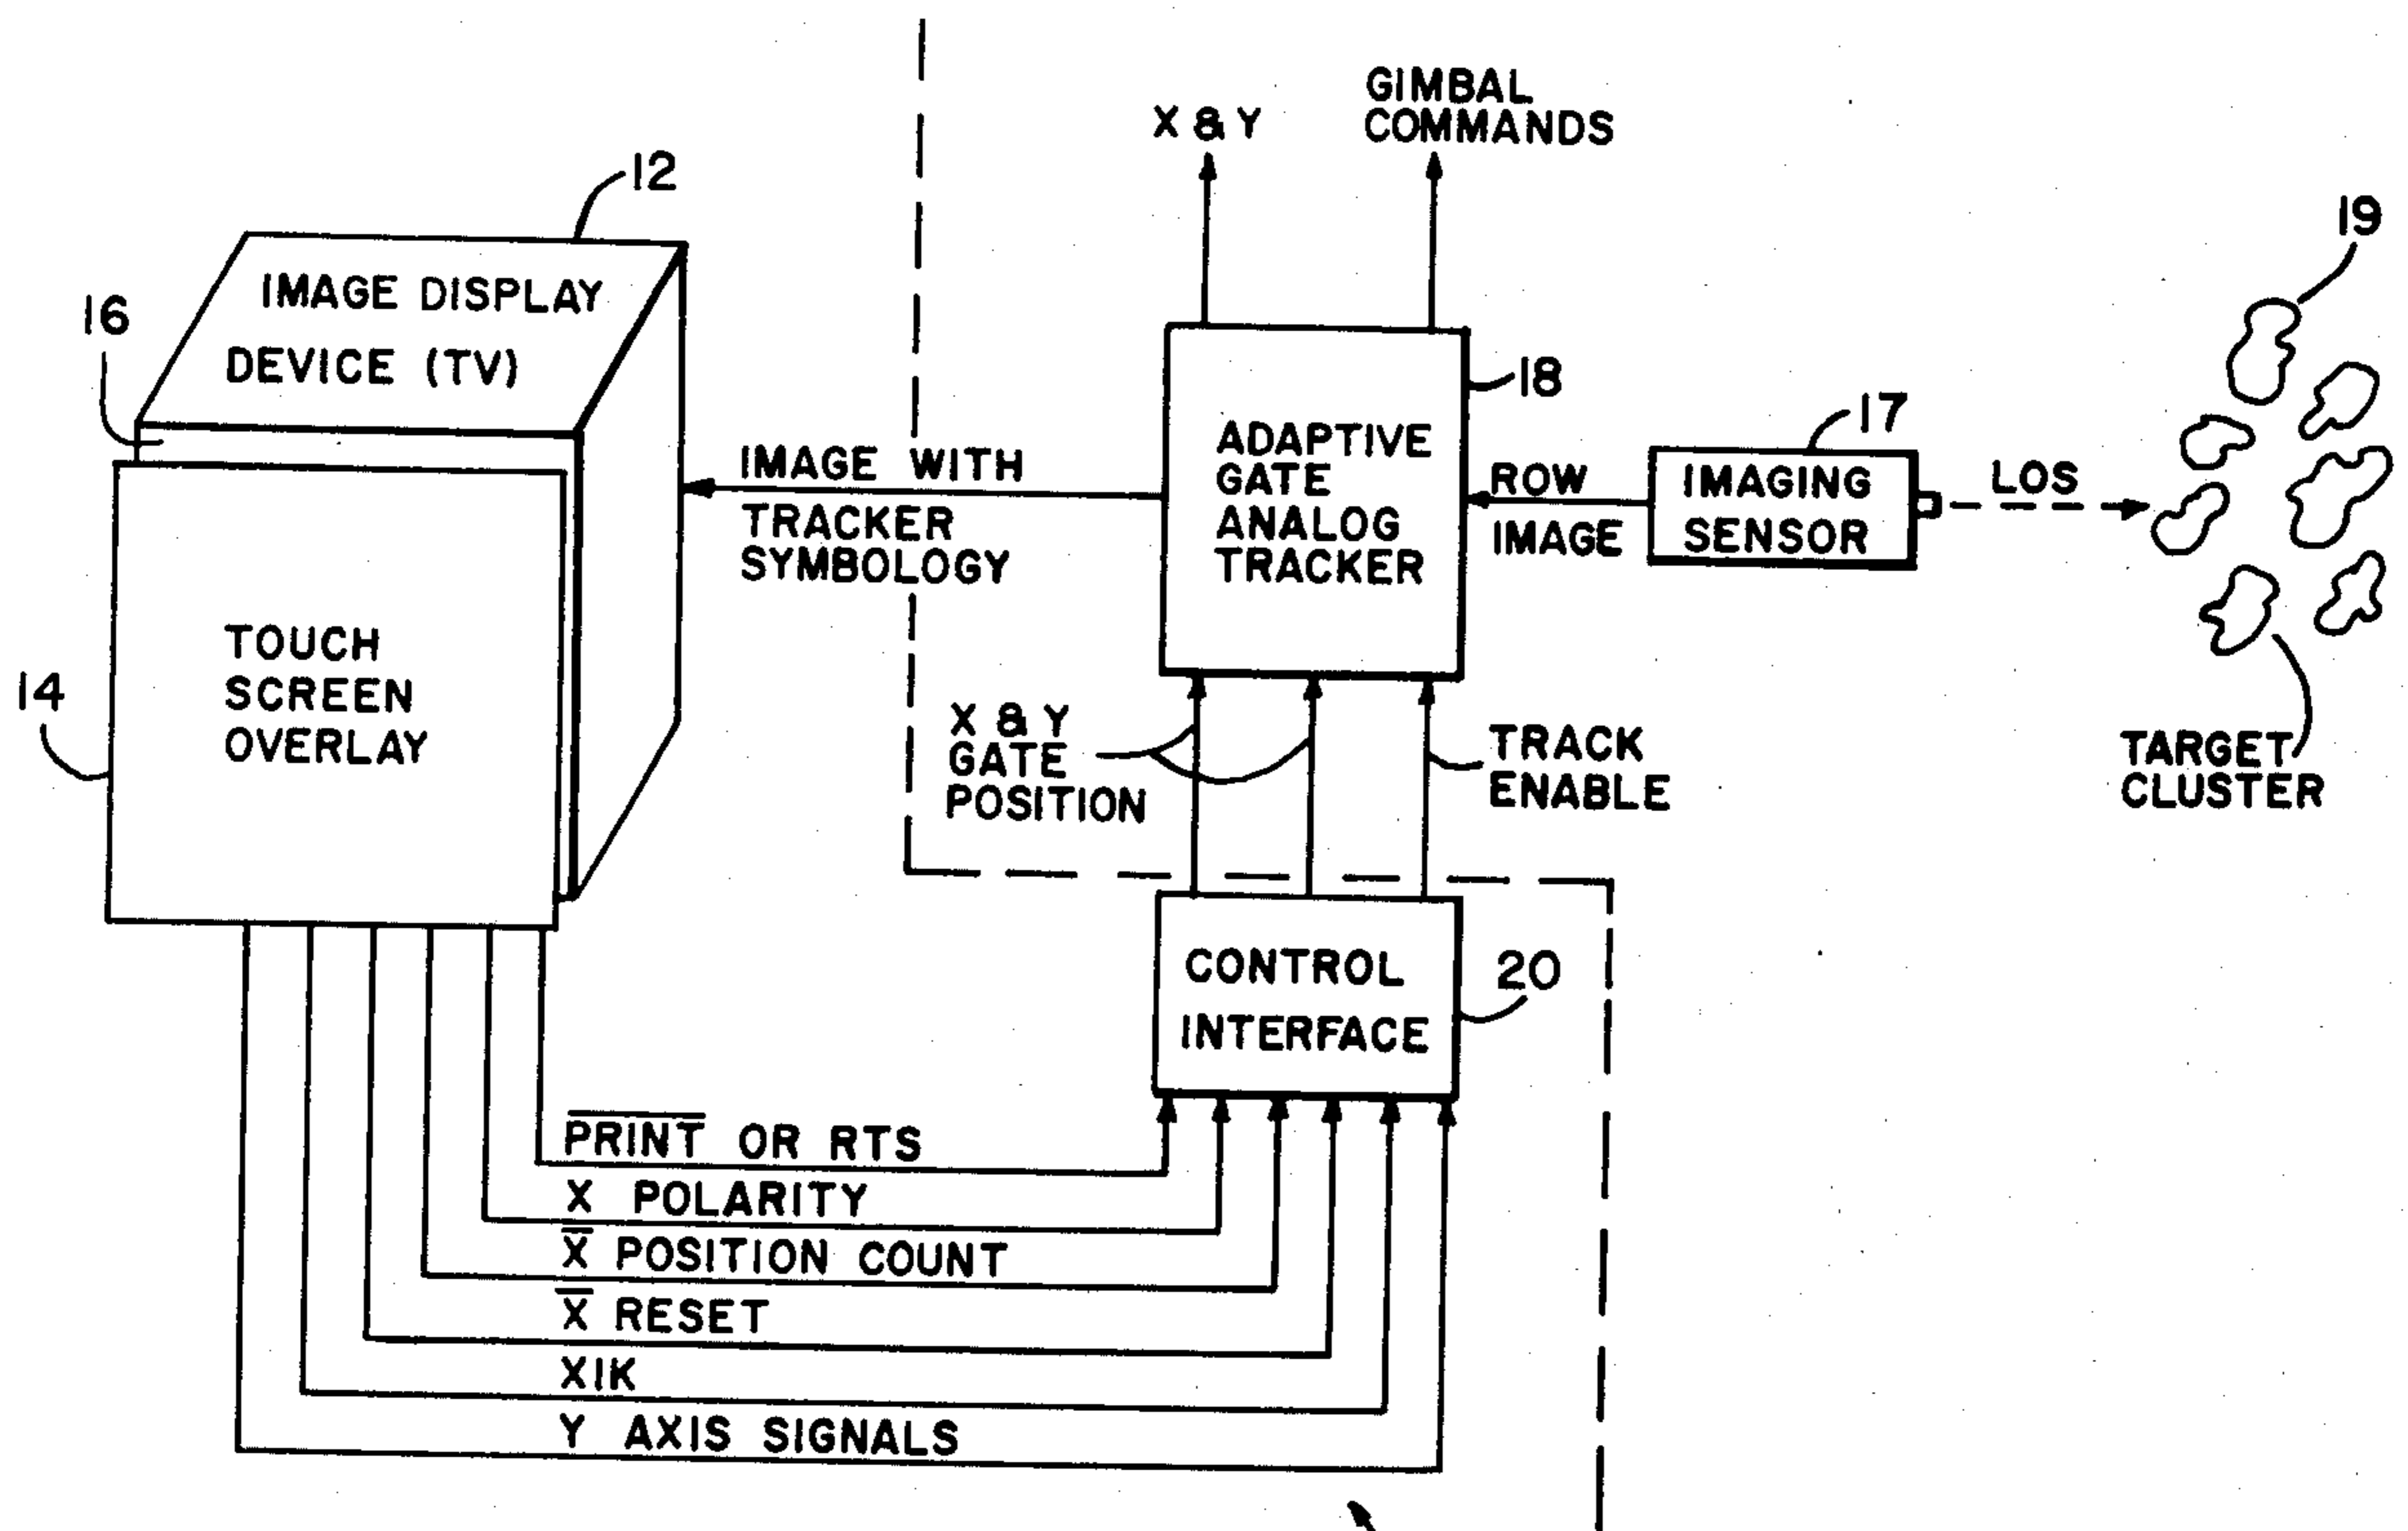 X & Y
GIMBAL
COMMANDS
12
19
IMAGE DISPLAY
DEVICE (TV)
16
18
17
ADAPTIVE
GATE
ANALOG
TRACKER
IMAGE WITH
TRACKER
SYMBOLOGY
ROW
IMAGE
IMAGING
SENSOR
LOS
TOUCH
SCREEN
OVERLAY
14
X & Y
GATE
POSITION
TRACK
ENABLE
TARGET
CLUSTER
CONTROL
INTERFACE
20
P̅R̅I̅N̅T̅ OR RTS
X POLARITY
X̅ POSITION COUNT
X̅ RESET
XIK
Y AXIS SIGNALS